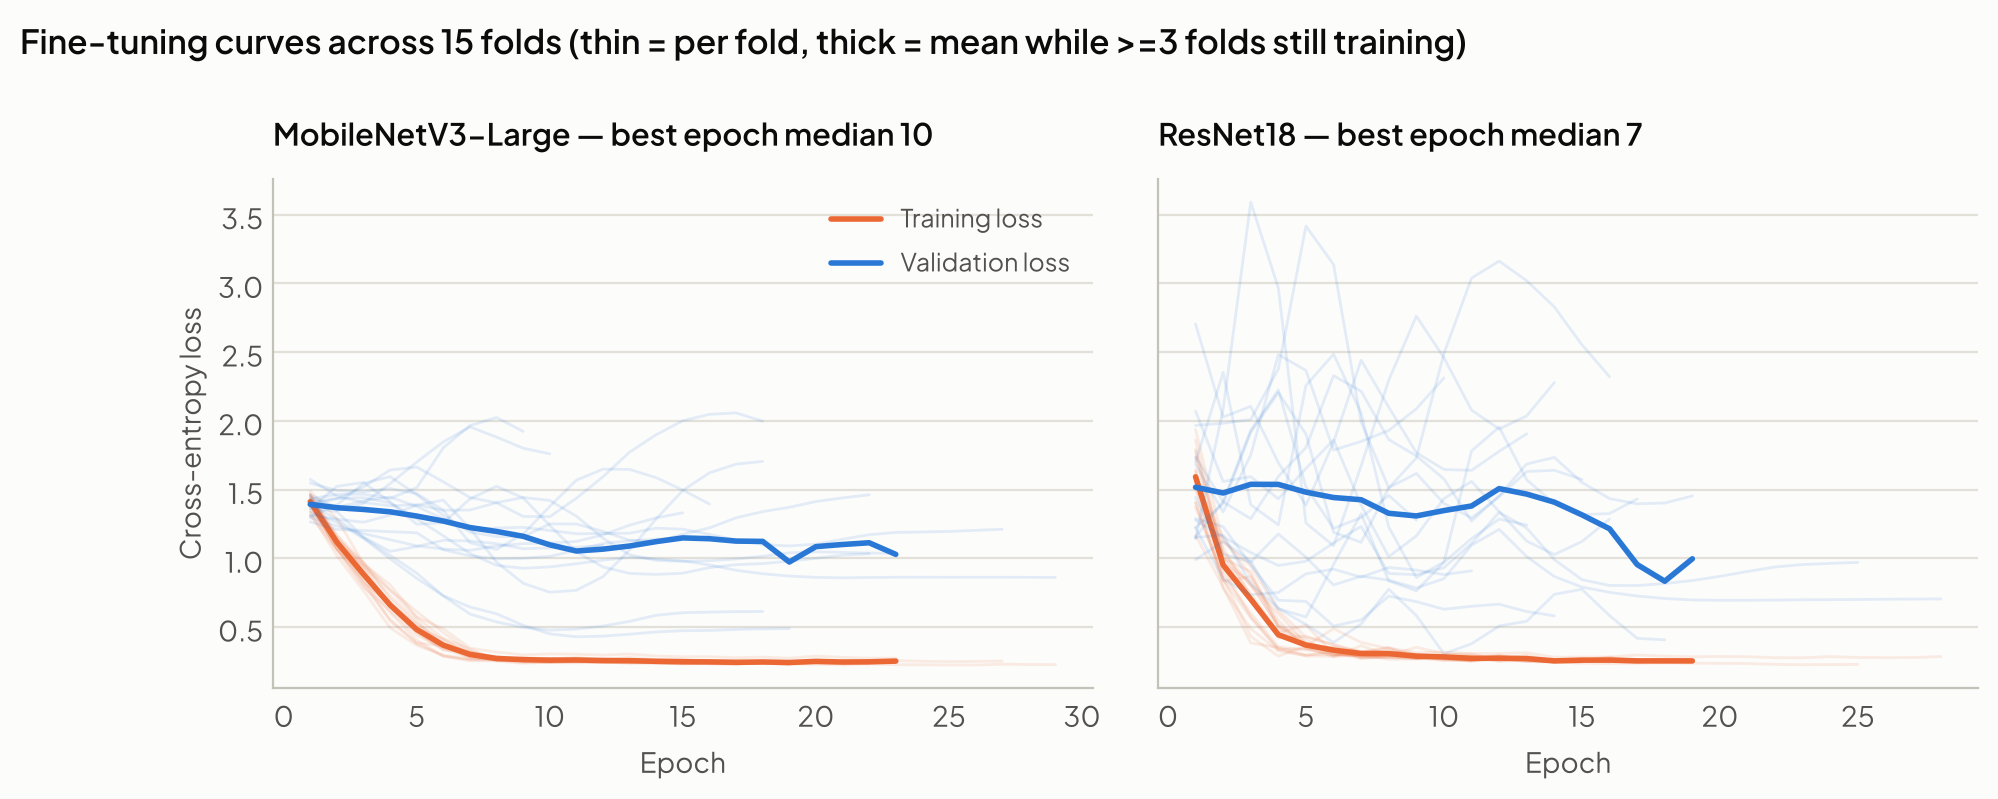 Fine-tuning curves across 15 folds (thin = per fold, thick = mean while >=3 folds still training)
MobileNetV3-Large — best epoch median 10
Training loss
Validation loss
Cross-entropy loss
3.5
3.0
2.5
2.0
1.5
1.0
0.5
0 5 10 15 20 25 30
Epoch
ResNet18 — best epoch median 7
0 5 10 15 20 25
Epoch